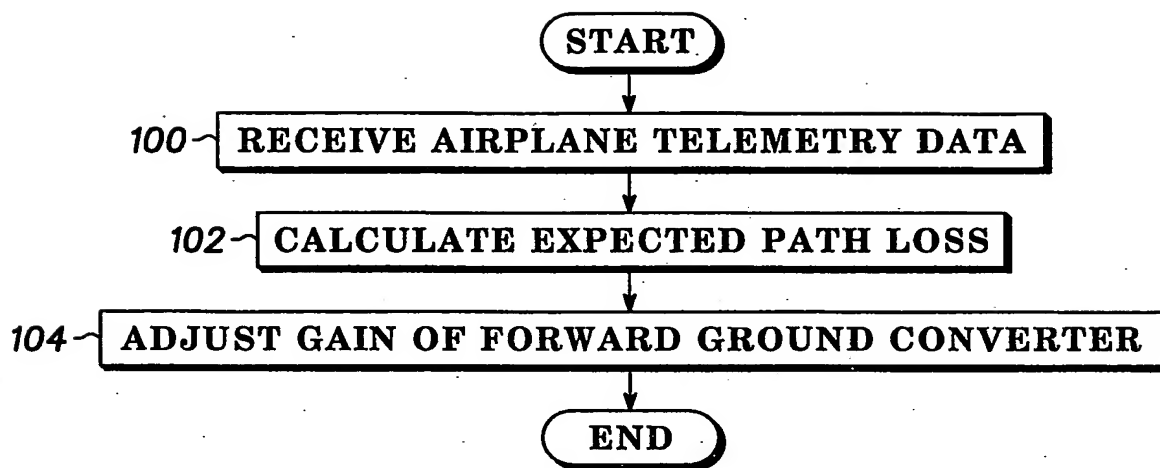 START
100 RECEIVE AIRPLANE TELEMETRY DATA
102 CALCULATE EXPECTED PATH LOSS
104 ADJUST GAIN OF FORWARD GROUND CONVERTER
END